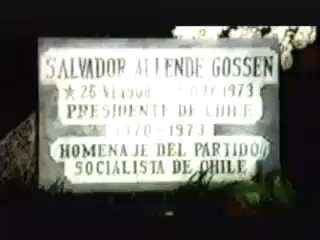 SALVADOR ALLENDE GOSSEN
★ 26·VI·1908 1973
PRESIDENTE DE CHILE
1970-1973
HOMENAJE DEL PARTIDO
SOCIALISTA DE CHILE